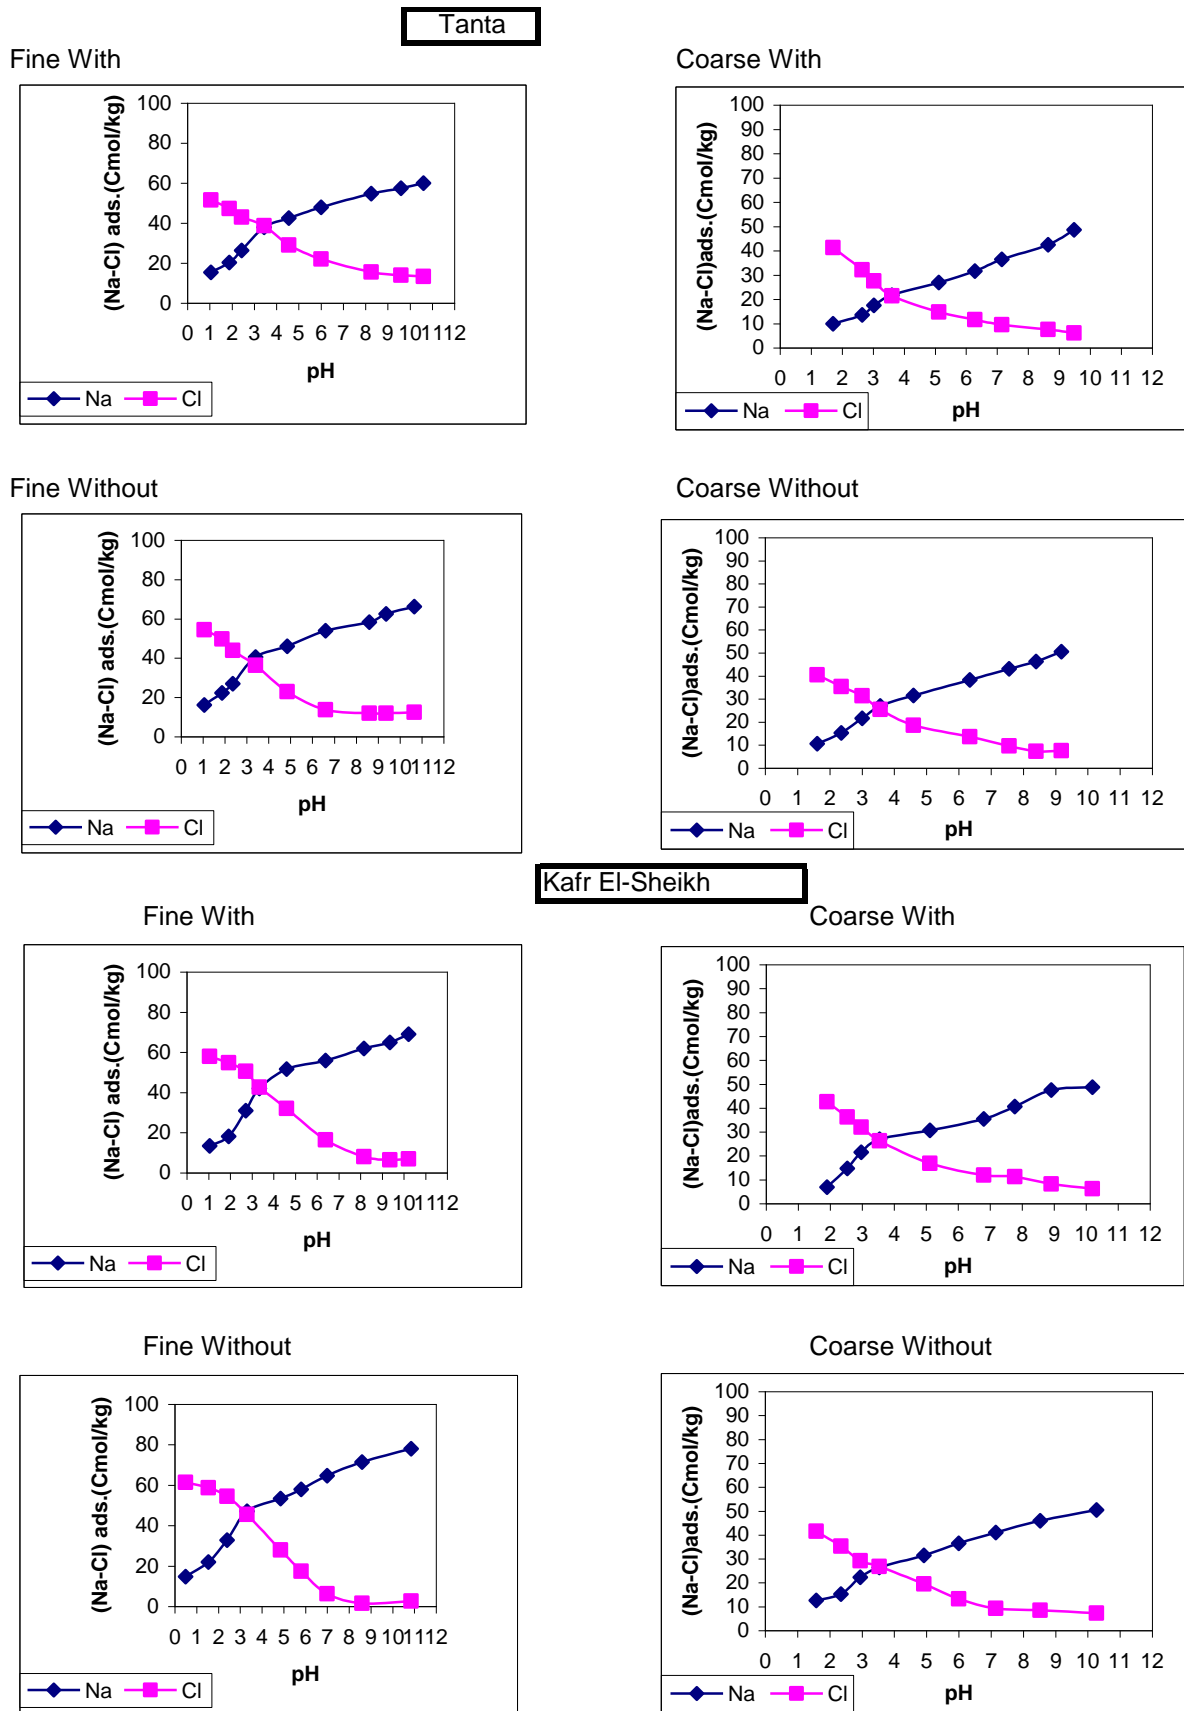 Tanta
Fine With
Coarse With
(Na-Cl) ads.(Cmol/kg)
100
80
60
40
20
0
0 1 2 3 4 5 6 7 8 9 101112
pH
Na Cl
(Na-Cl)ads.(Cmol/kg)
100
90
80
70
60
50
40
30
20
10
0
0 1 2 3 4 5 6 7 8 9 10 11 12
pH
Na Cl
Fine Without
Coarse Without
(Na-Cl) ads.(Cmol/kg)
100
80
60
40
20
0
0 1 2 3 4 5 6 7 8 9 101112
pH
Na Cl
(Na-Cl)ads.(Cmol/kg)
100
90
80
70
60
50
40
30
20
10
0
0 1 2 3 4 5 6 7 8 9 10 11 12
pH
Na Cl
Kafr El-Sheikh
Fine With
Coarse With
(Na-Cl) ads.(Cmol/kg)
100
80
60
40
20
0
0 1 2 3 4 5 6 7 8 9 101112
pH
Na Cl
(Na-Cl)ads.(Cmol/kg)
100
90
80
70
60
50
40
30
20
10
0
0 1 2 3 4 5 6 7 8 9 10 11 12
pH
Na Cl
Fine Without
Coarse Without
(Na-Cl) ads.(Cmol/kg)
100
80
60
40
20
0
0 1 2 3 4 5 6 7 8 9 101112
pH
Na Cl
(Na-Cl)ads.(Cmol/kg)
100
90
80
70
60
50
40
30
20
10
0
0 1 2 3 4 5 6 7 8 9 10 11 12
pH
Na Cl